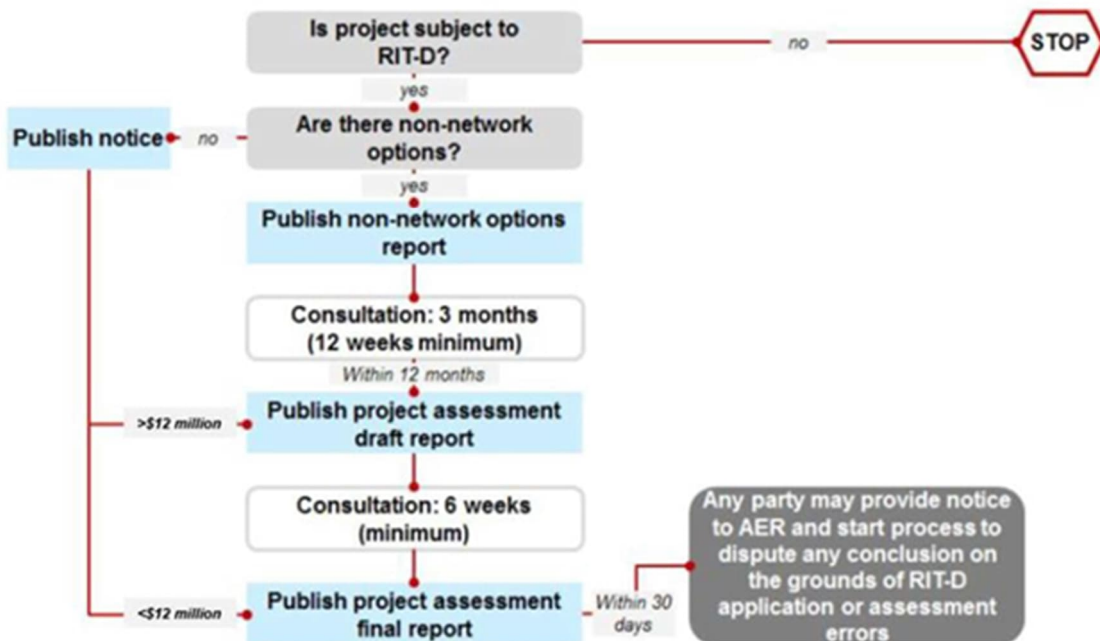 Is project subject to
RIT-D?
no
STOP
yes
Publish notice
no
Are there non-network
options?
yes
Publish non-network options
report
Consultation: 3 months
(12 weeks minimum)
Within 12 months
>$12 million
Publish project assessment
draft report
Consultation: 6 weeks
(minimum)
<$12 million
Publish project assessment
final report
Within 30
days
Any party may provide notice
to AER and start process to
dispute any conclusion on
the grounds of RIT-D
application or assessment
errors